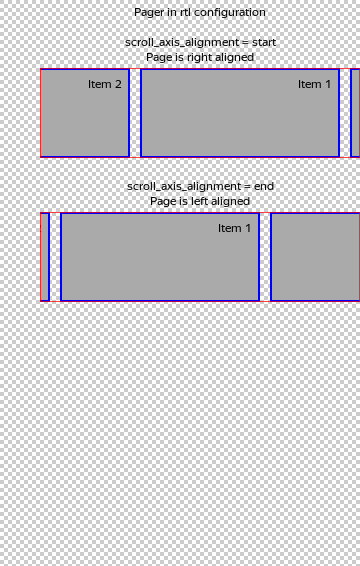 Pager in rtl configuration
scroll_axis_alignment = start
Page is right aligned
Item 2
Item 1
scroll_axis_alignment = end
Page is left aligned
Item 1